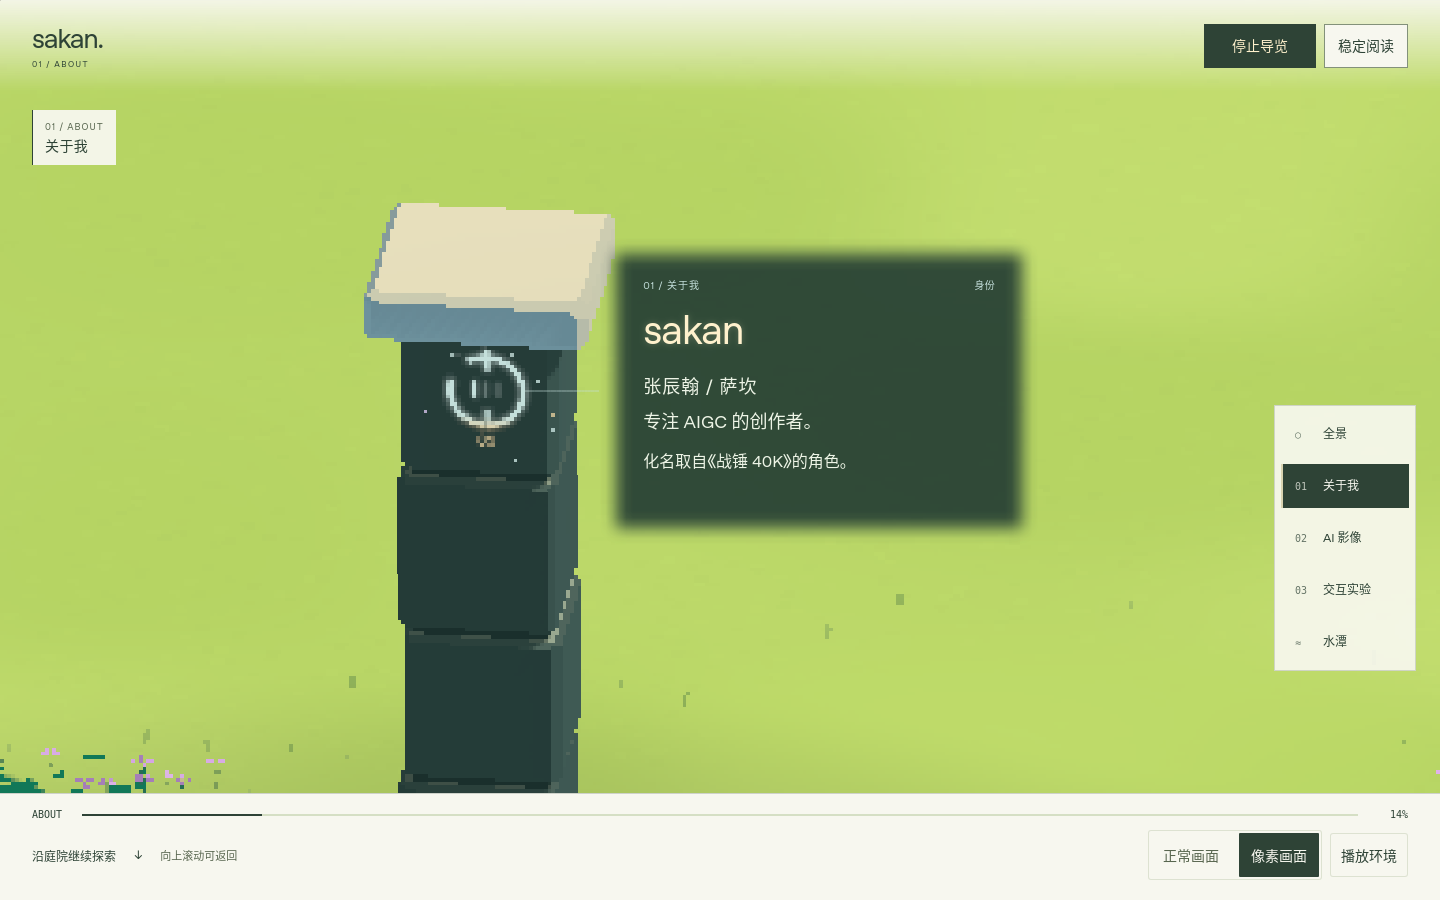 sakan.
01 / ABOUT
停止导览
稳定阅读
01 / ABOUT
关于我
01 / 关于我
身份
sakan
张辰翰 / 萨坎
专注 AIGC 的创作者。
化名取自《战锤 40K》的角色。
全景
01 关于我
02 AI 影像
03 交互实验
≈ 水潭
ABOUT
14%
沿庭院继续探索 ↓ 向上滚动可返回
正常画面
像素画面
播放环境